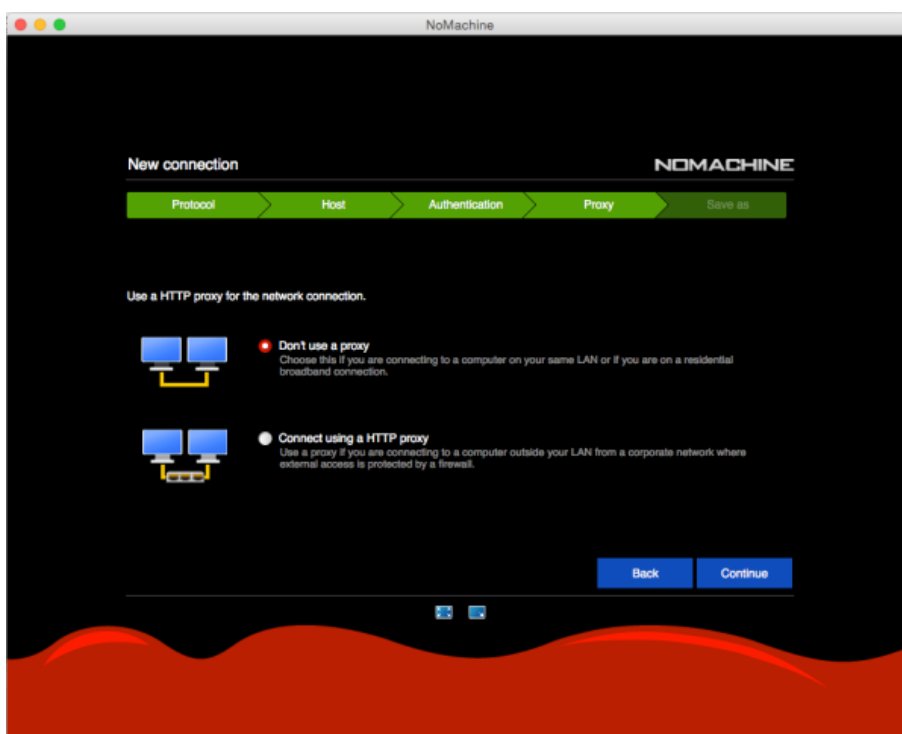 NoMachine
New connection
NOMACHINE
Protocol
Host
Authentication
Proxy
Save as
Use a HTTP proxy for the network connection.
Don't use a proxy
Choose this if you are connecting to a computer on your same LAN or if you are on a residential
broadband connection.
Connect using a HTTP proxy
Use a proxy if you are connecting to a computer outside your LAN from a corporate network where
external access is protected by a firewall.
Back
Continue